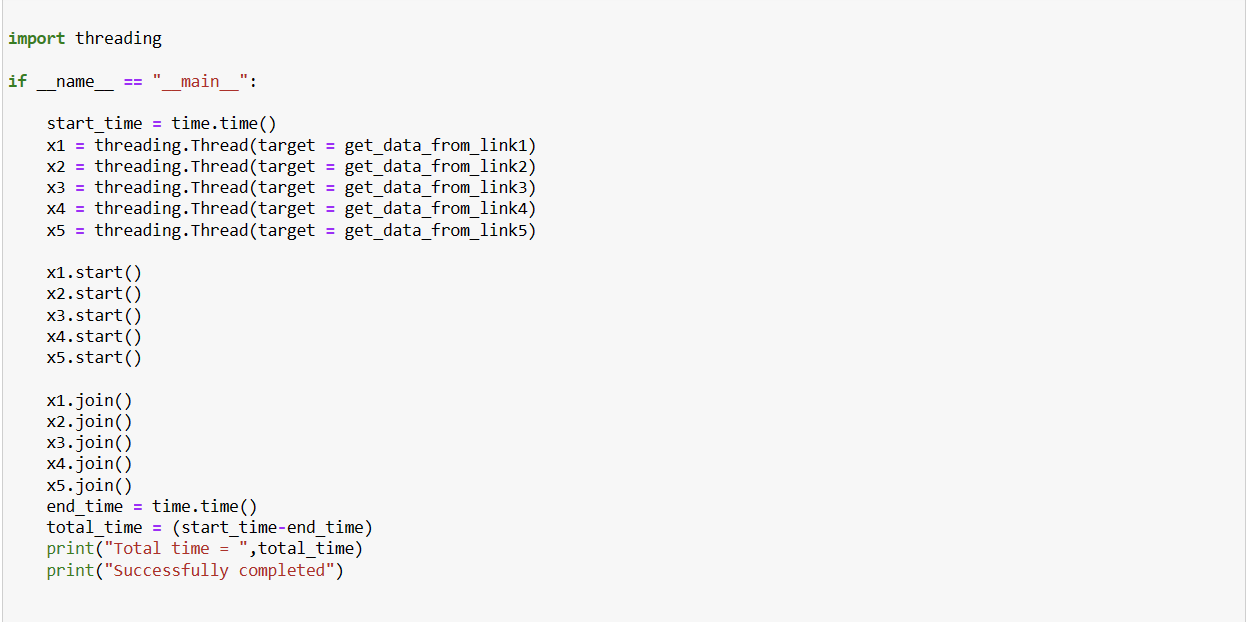 import threading
if __name__ == "__main__":
start_time = time.time()
x1 = threading.Thread(target = get_data_from_link1)
x2 = threading.Thread(target = get_data_from_link2)
x3 = threading.Thread(target = get_data_from_link3)
x4 = threading.Thread(target = get_data_from_link4)
x5 = threading.Thread(target = get_data_from_link5)
x1.start()
x2.start()
x3.start()
x4.start()
x5.start()
x1.join()
x2.join()
x3.join()
x4.join()
x5.join()
end_time = time.time()
total_time = (start_time-end_time)
print("Total time = ",total_time)
print("Successfully completed")